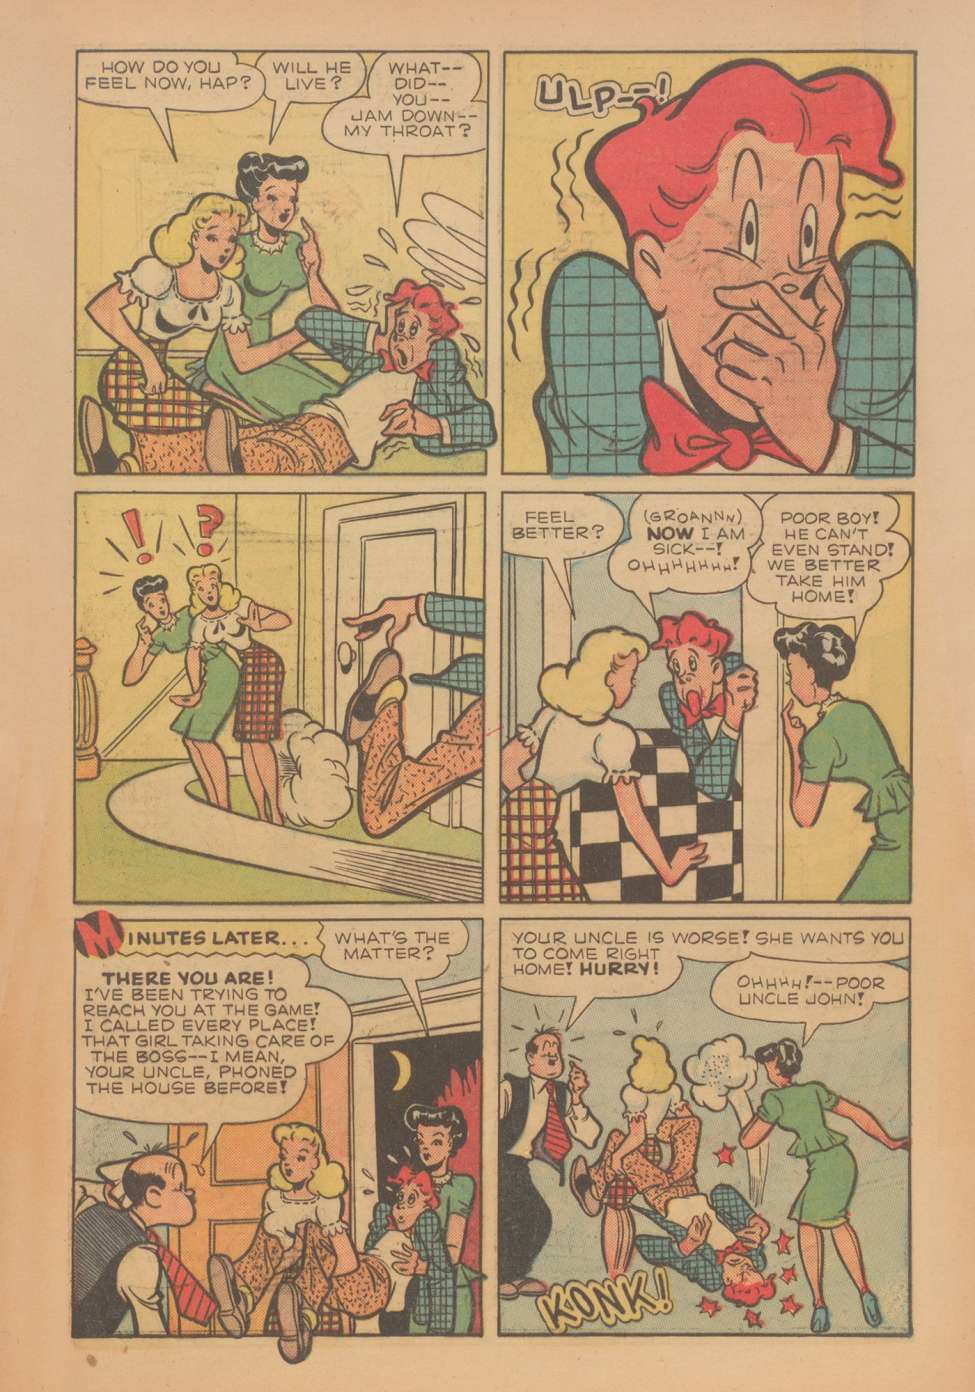 HOW DO YOU
FEEL NOW, HAP?
WILL HE
LIVE?
WHAT--
DID--
YOU--
JAM DOWN--
MY THROAT?
ULP--!
! ?
FEEL
BETTER?
(GROANNN)
NOW I AM
SICK--!
OHHHHHHH!
POOR BOY!
HE CAN'T
EVEN STAND!
WE BETTER
TAKE HIM
HOME!
MINUTES LATER...
THERE YOU ARE!
I'VE BEEN TRYING TO
REACH YOU AT THE GAME!
I CALLED EVERY PLACE!
THAT GIRL TAKING CARE OF
THE BOSS--I MEAN,
YOUR UNCLE, PHONED
THE HOUSE BEFORE!
WHAT'S THE
MATTER?
YOUR UNCLE IS WORSE! SHE WANTS YOU
TO COME RIGHT
HOME! HURRY!
OHHHH!--POOR
UNCLE JOHN!
KONK!